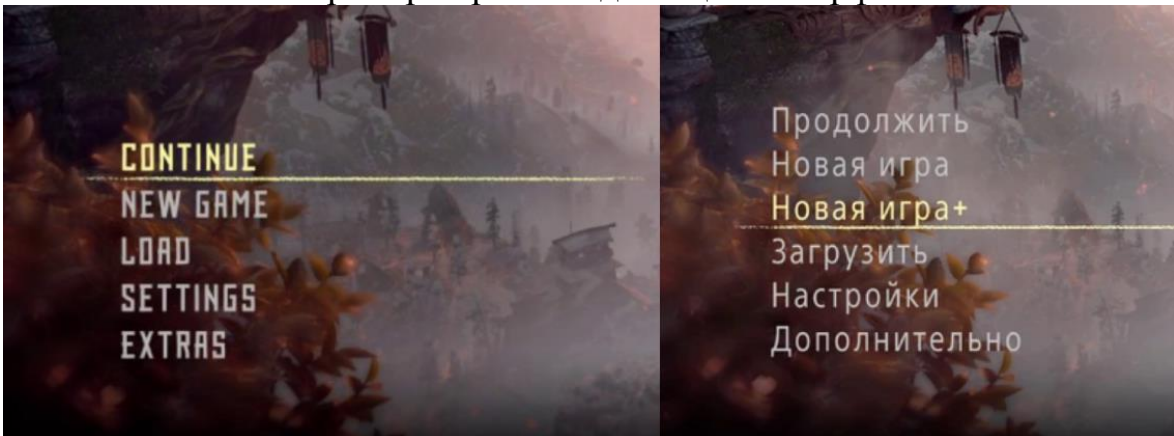 CONTINUE
NEW GAME
LOAD
SETTINGS
EXTRAS
Продолжить
Новая игра
Новая игра+
Загрузить
Настройки
Дополнительно